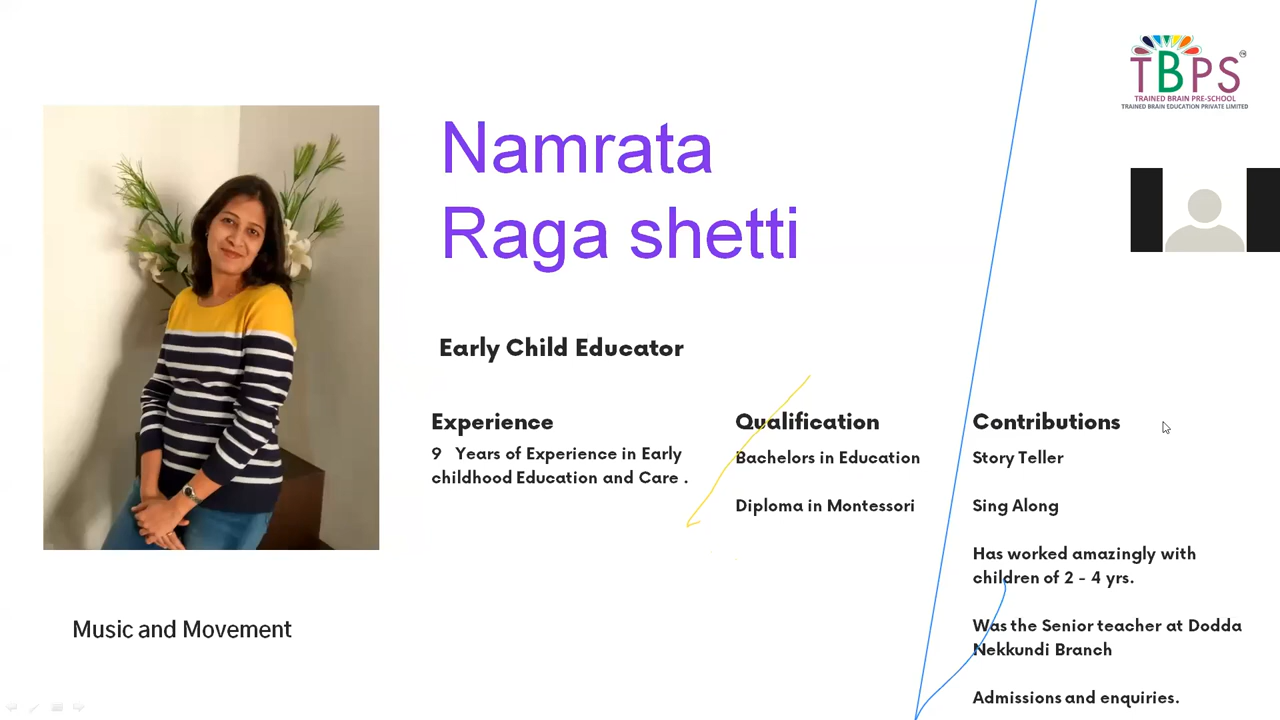 TBPS
TRAINED BRAIN PRE-SCHOOL
TRAINED BRAIN EDUCATION PRIVATE LIMITED
Namrata
Raga shetti
Early Child Educator
Experience
9 Years of Experience in Early
childhood Education and Care .
Qualification
Bachelors in Education
Diploma in Montessori
Contributions
Story Teller
Sing Along
Has worked amazingly with
children of 2 - 4 yrs.
Was the Senior teacher at Dodda
Nekkundi Branch
Admissions and enquiries.
Music and Movement